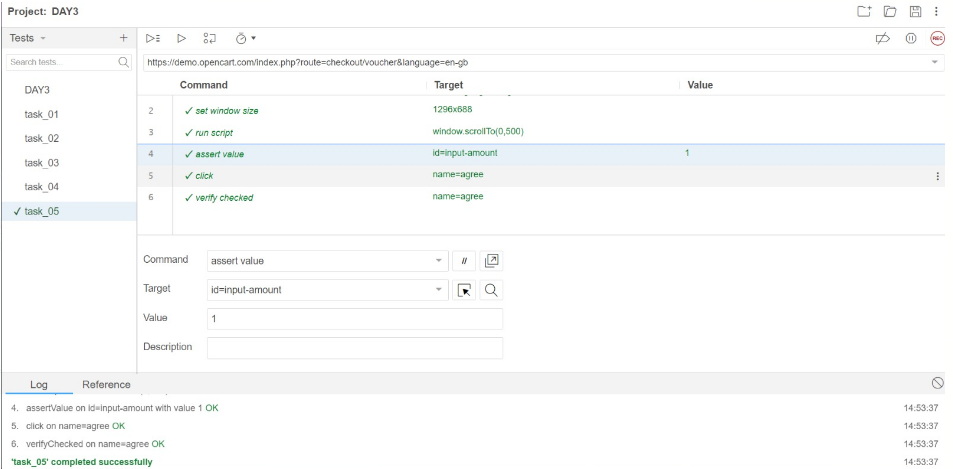 Project: DAY3
Tests
Search tests...
DAY3
task_01
task_02
task_03
task_04
✓ task_05
REC
https://demo.opencart.com/index.php?route=checkout/voucher&language=en-gb
Command Target Value
2 ✓ set window size 1296x688
3 ✓ run script window.scrollTo(0,500)
4 ✓ assert value id=input-amount 1
5 ✓ click name=agree
6 ✓ verify checked name=agree
Command assert value //
Target id=input-amount
Value 1
Description
Log Reference
4. assertValue on id=input-amount with value 1 OK 14:53:37
5. click on name=agree OK 14:53:37
6. verifyChecked on name=agree OK 14:53:37
'task_05' completed successfully 14:53:37